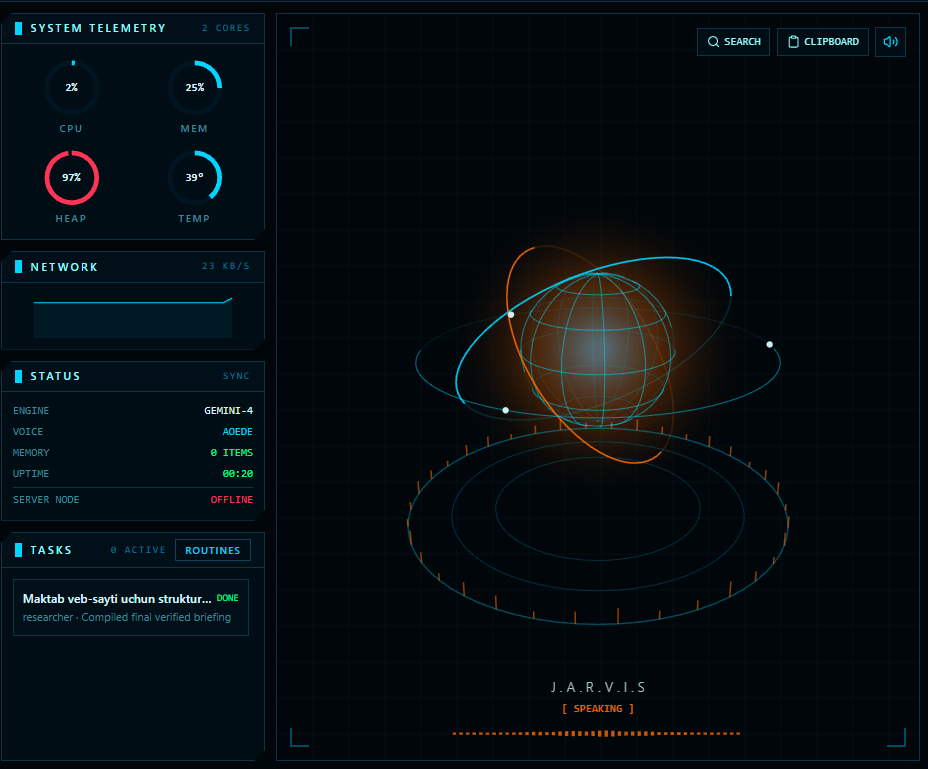 SYSTEM TELEMETRY 2 CORES
2% 25%
CPU MEM
97% 39°
HEAP TEMP
NETWORK 23 KB/S
STATUS SYNC
ENGINE GEMINI-4
VOICE AOEDE
MEMORY 0 ITEMS
UPTIME 00:20
SERVER NODE OFFLINE
TASKS 0 ACTIVE ROUTINES
Maktab veb-sayti uchun struktur... DONE
researcher · Compiled final verified briefing
SEARCH CLIPBOARD
J.A.R.V.I.S
[ SPEAKING ]